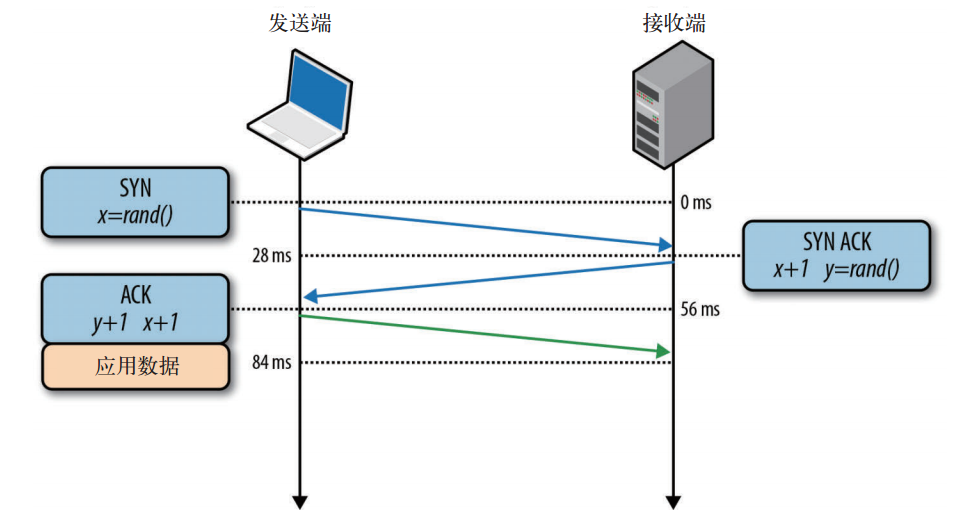 发送端
接收端
SYN
x=rand()
0 ms
28 ms
SYN ACK
x+1 y=rand()
ACK
y+1 x+1
56 ms
应用数据
84 ms